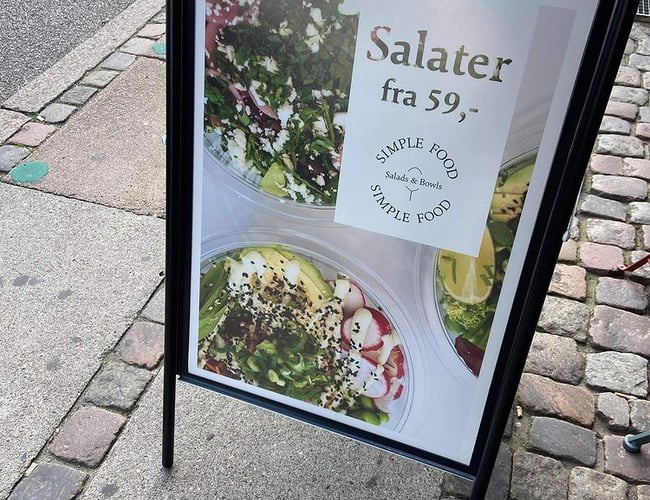 Salater
fra 59,-
SIMPLE FOOD
Salads & Bowls
SIMPLE FOOD